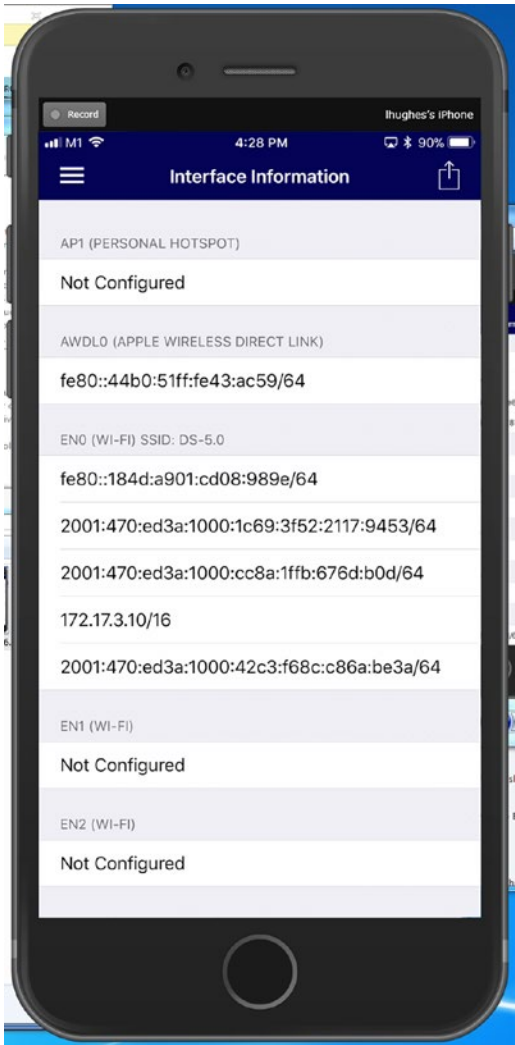 Record
lhughes's iPhone
M1 4:28 PM 90%
Interface Information
AP1 (PERSONAL HOTSPOT)
Not Configured
AWDL0 (APPLE WIRELESS DIRECT LINK)
fe80::44b0:51ff:fe43:ac59/64
EN0 (WI-FI) SSID: DS-5.0
fe80::184d:a901:cd08:989e/64
2001:470:ed3a:1000:1c69:3f52:2117:9453/64
2001:470:ed3a:1000:cc8a:1ffb:676d:b0d/64
172.17.3.10/16
2001:470:ed3a:1000:42c3:f68c:c86a:be3a/64
EN1 (WI-FI)
Not Configured
EN2 (WI-FI)
Not Configured